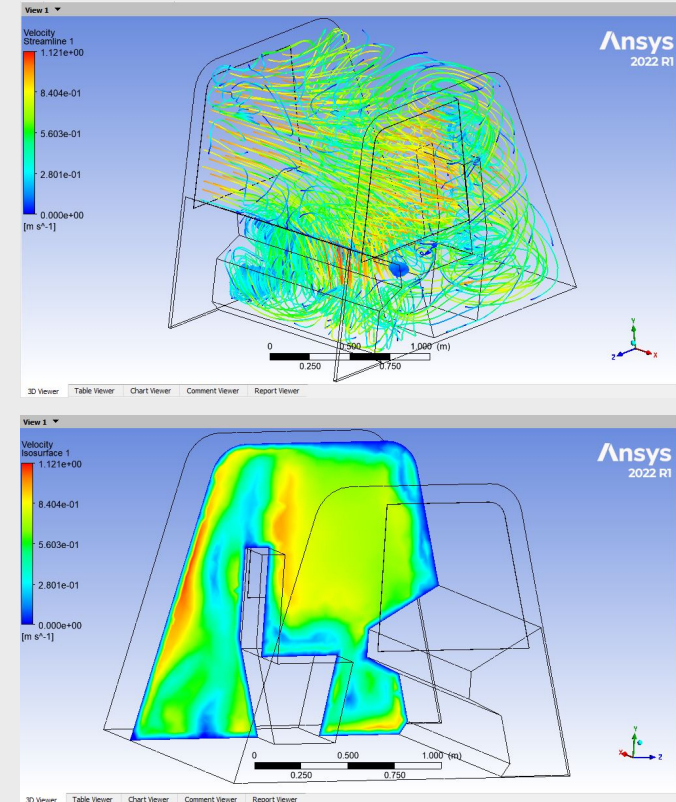 View 1
Velocity
Streamline 1
1.121e+00
8.404e-01
5.603e-01
2.801e-01
0.000e+00
[m s^-1]
Ansys
2022 R1
0 0.500 1.000 (m)
0.250 0.750
Y
Z X
3D Viewer Table Viewer Chart Viewer Comment Viewer Report Viewer
View 1
Velocity
Isosurface 1
1.121e+00
8.404e-01
5.603e-01
2.801e-01
0.000e+00
[m s^-1]
Ansys
2022 R1
0 0.500 1.000 (m)
0.250 0.750
Y
X Z
3D Viewer Table Viewer Chart Viewer Comment Viewer Report Viewer